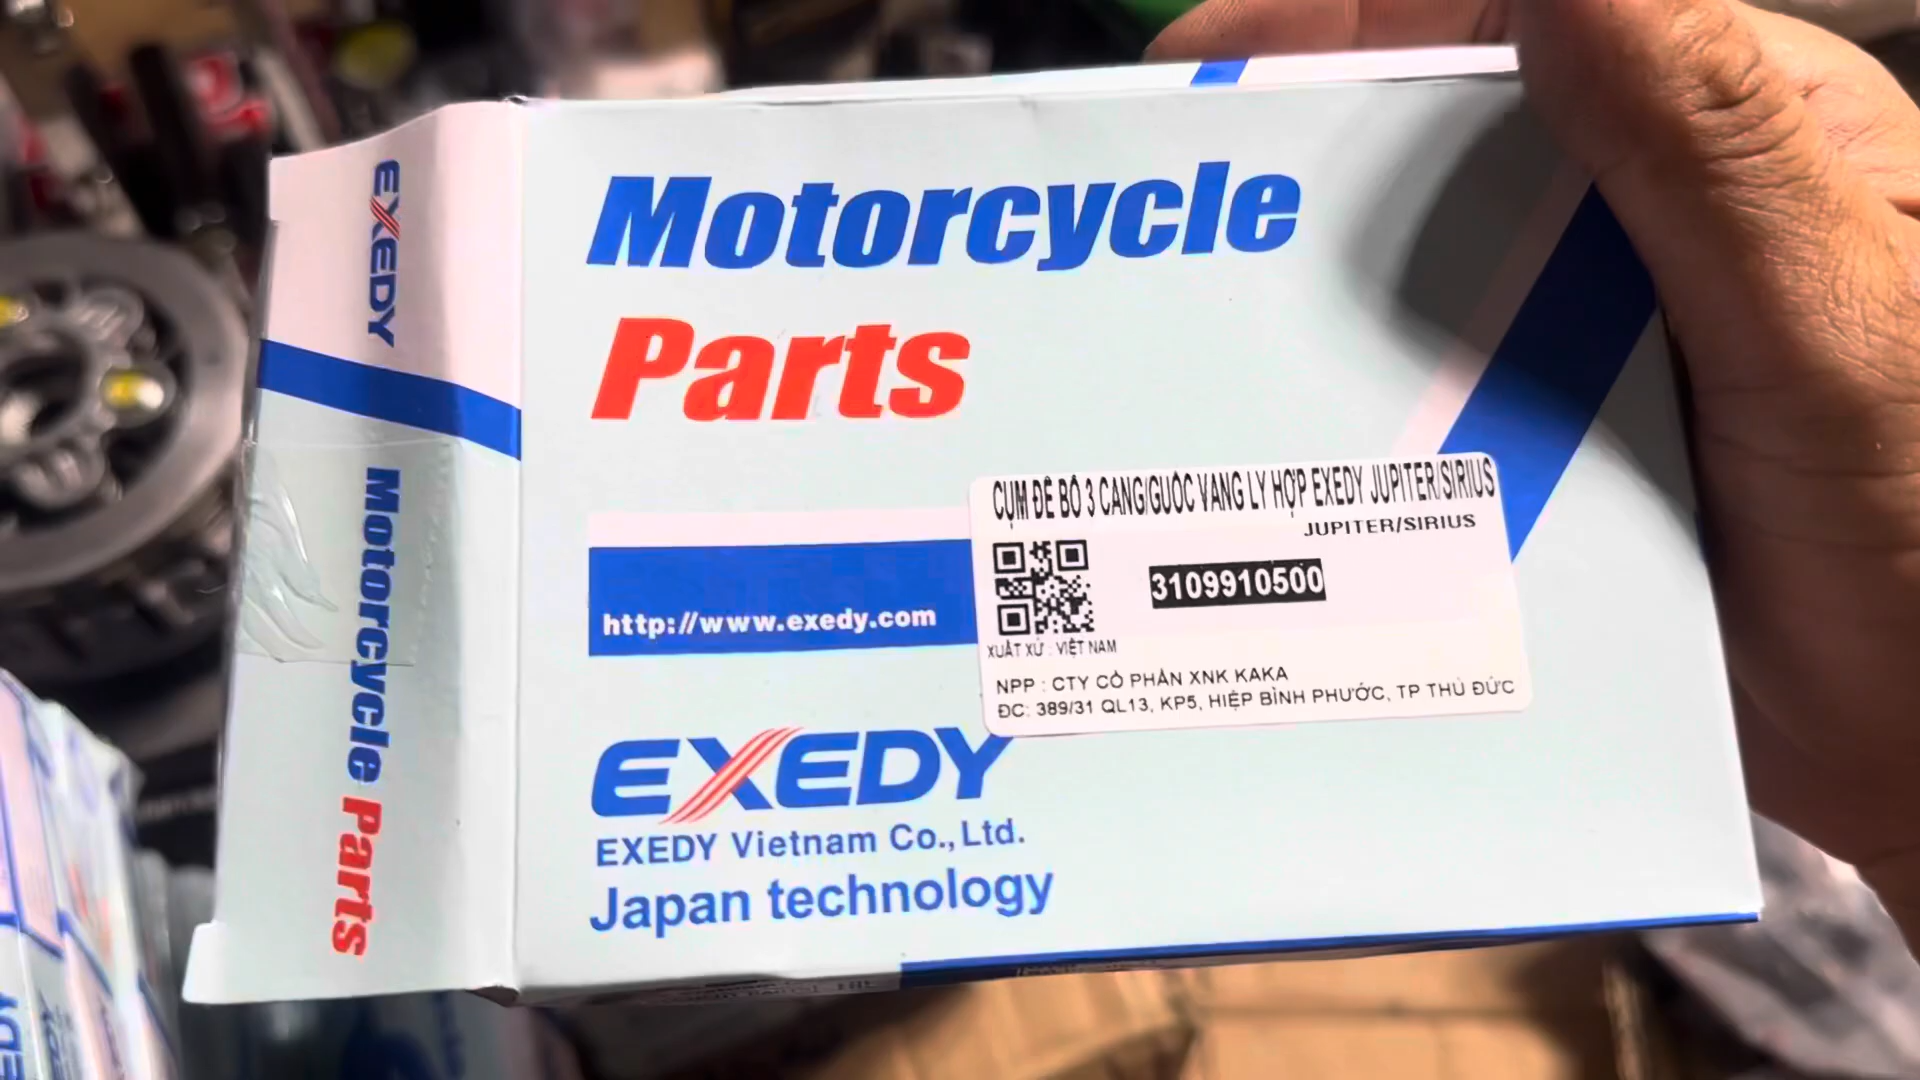 EXEDY
Motorcycle Parts
Motorcycle
Parts
http://www.exedy.com
CỤM ĐỀ BÔ 3 CÀNG/GUỐC VĂNG LY HỢP EXEDY JUPITER/SIRIUS
JUPITER/SIRIUS
3109910500
XUẤT XỨ : VIỆT NAM
NPP : CTY CỔ PHẦN XNK KAKA
ĐC: 389/31 QL13, KP5, HIỆP BÌNH PHƯỚC, TP THỦ ĐỨC
EXEDY
EXEDY Vietnam Co., Ltd.
Japan technology